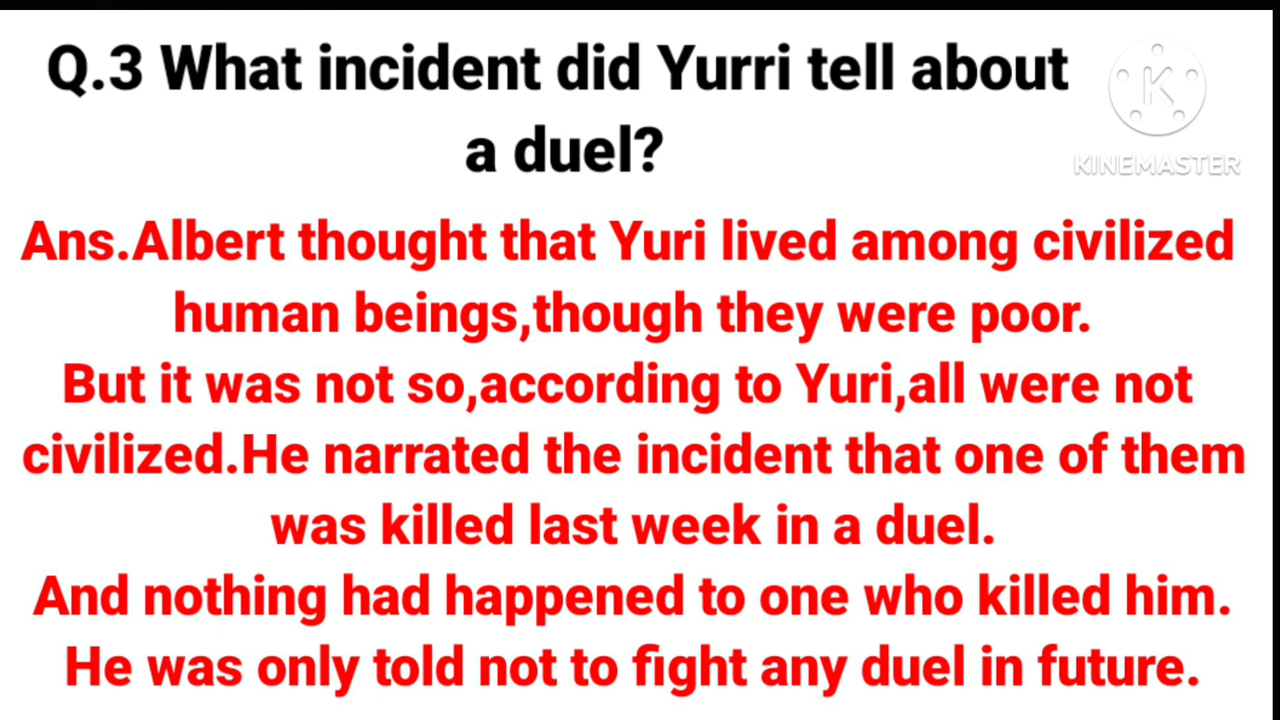 Q.3 What incident did Yurri tell about
a duel?
K
KINEMASTER
Ans.Albert thought that Yuri lived among civilized
human beings,though they were poor.
But it was not so,according to Yuri,all were not
civilized.He narrated the incident that one of them
was killed last week in a duel.
And nothing had happened to one who killed him.
He was only told not to fight any duel in future.